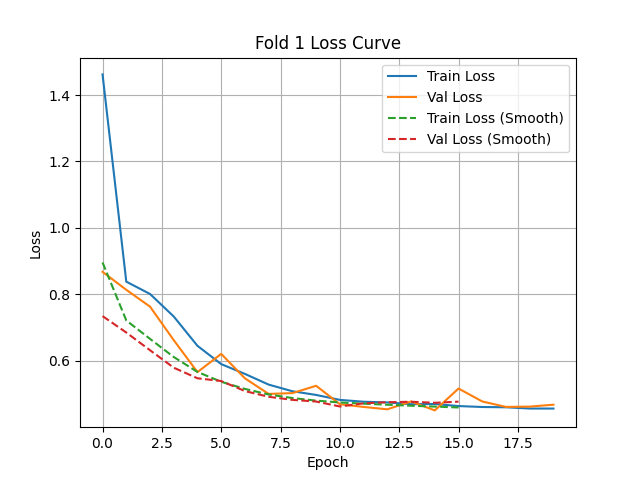 Fold 1 Loss Curve
Train Loss
Val Loss
Train Loss (Smooth)
Val Loss (Smooth)
Loss
1.4
1.2
1.0
0.8
0.6
0.0 2.5 5.0 7.5 10.0 12.5 15.0 17.5
Epoch